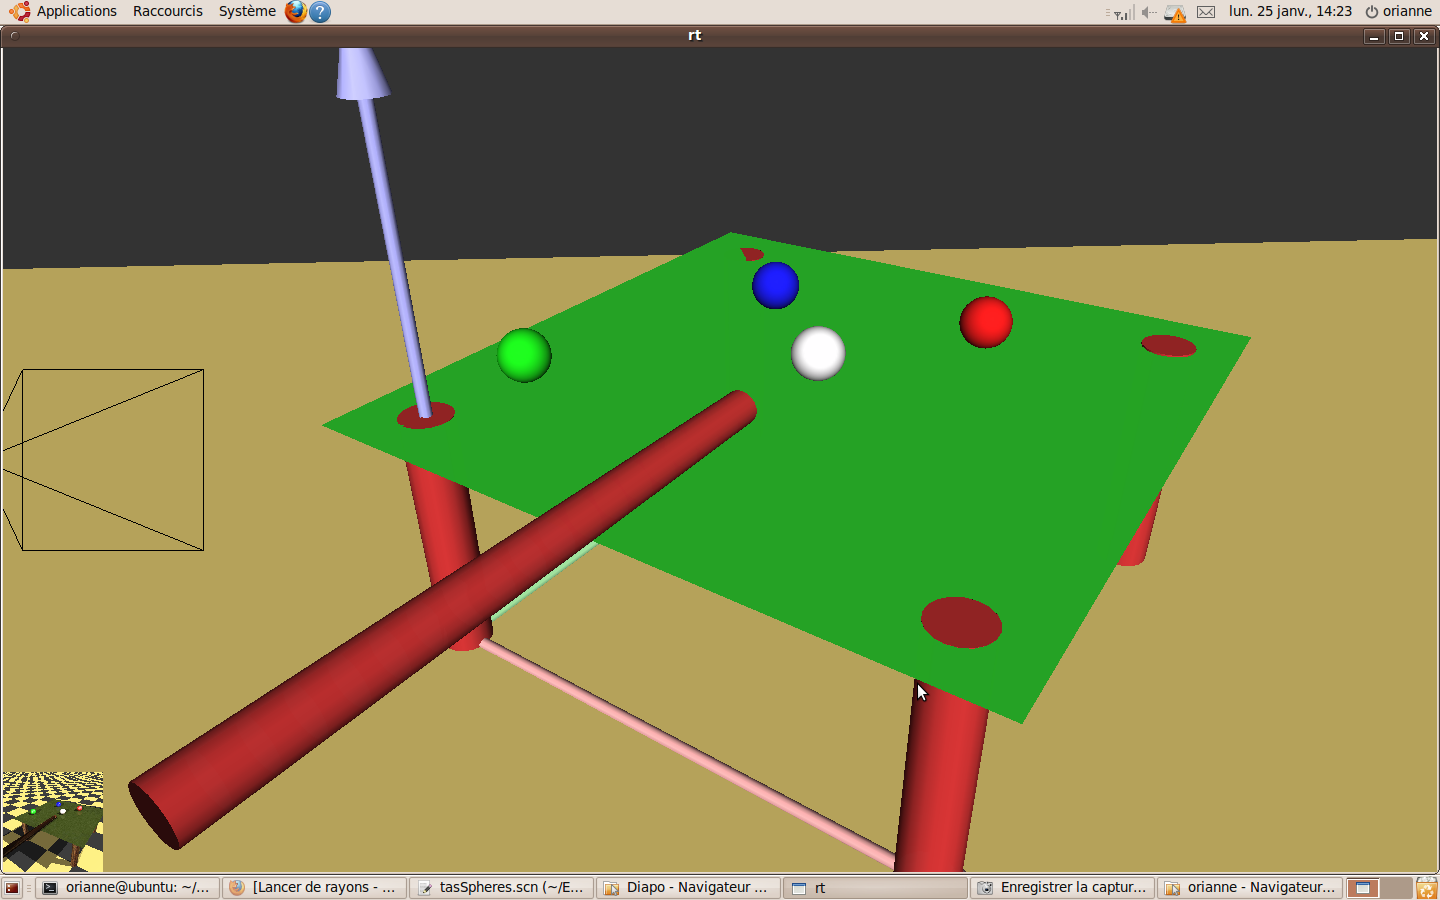 Applications Raccourcis Système lun. 25 janv., 14:23 orianne
rt
orianne@ubuntu: ~/... [Lancer de rayons - ... tasSpheres.scn (~/E... Diapo - Navigateur ... rt Enregistrer la captur... orianne - Navigateur...